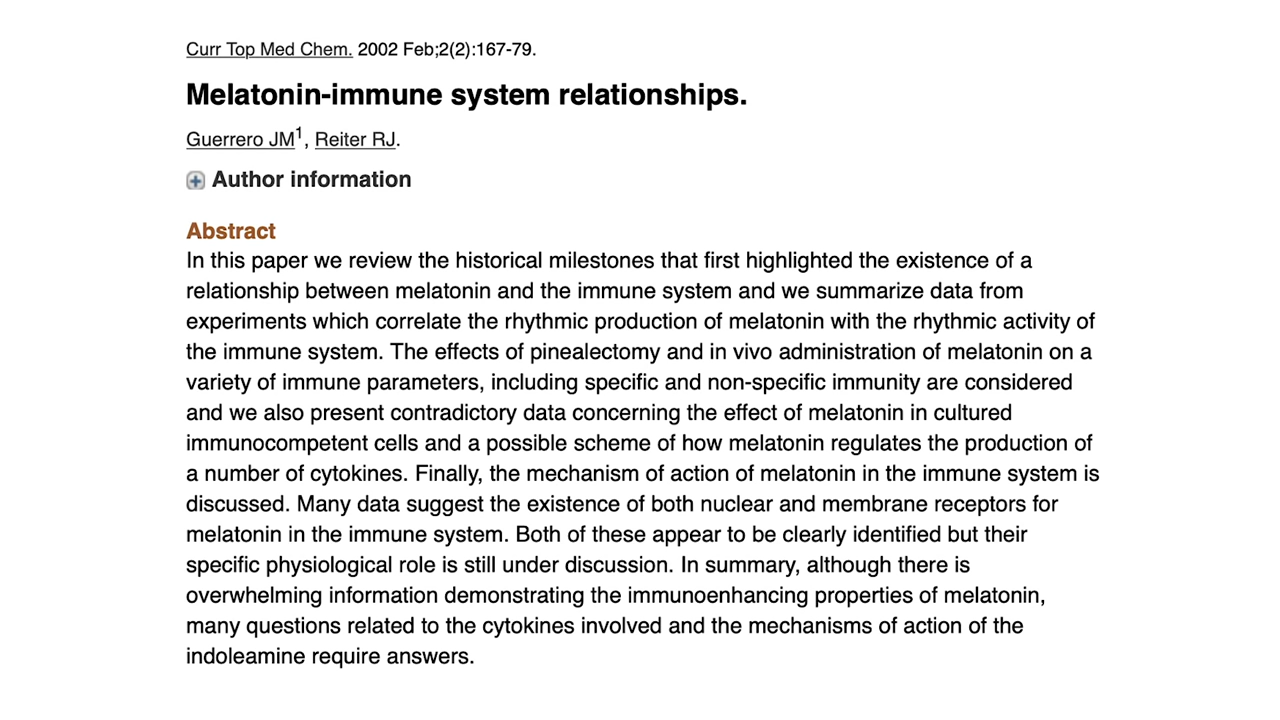 Curr Top Med Chem. 2002 Feb;2(2):167-79.
Melatonin-immune system relationships.
Guerrero JM1, Reiter RJ.
Author information
Abstract
In this paper we review the historical milestones that first highlighted the existence of a
relationship between melatonin and the immune system and we summarize data from
experiments which correlate the rhythmic production of melatonin with the rhythmic activity of
the immune system. The effects of pinealectomy and in vivo administration of melatonin on a
variety of immune parameters, including specific and non-specific immunity are considered
and we also present contradictory data concerning the effect of melatonin in cultured
immunocompetent cells and a possible scheme of how melatonin regulates the production of
a number of cytokines. Finally, the mechanism of action of melatonin in the immune system is
discussed. Many data suggest the existence of both nuclear and membrane receptors for
melatonin in the immune system. Both of these appear to be clearly identified but their
specific physiological role is still under discussion. In summary, although there is
overwhelming information demonstrating the immunoenhancing properties of melatonin,
many questions related to the cytokines involved and the mechanisms of action of the
indoleamine require answers.